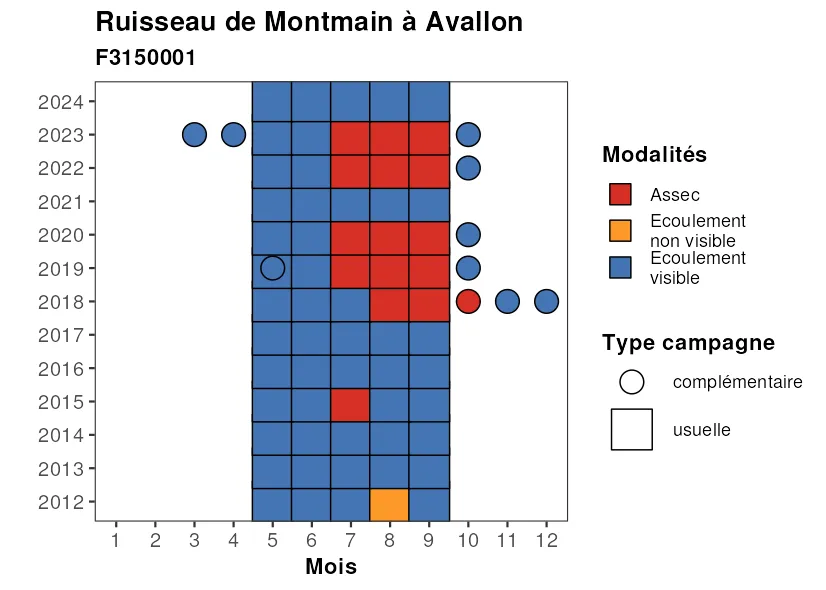 Ruisseau de Montmain à Avallon
F3150001
2024
2023
2022
2021
2020
2019
2018
2017
2016
2015
2014
2013
2012
1 2 3 4 5 6 7 8 9 10 11 12
Mois
Modalités
Assec
Ecoulement
non visible
Ecoulement
visible
Type campagne
complémentaire
usuelle